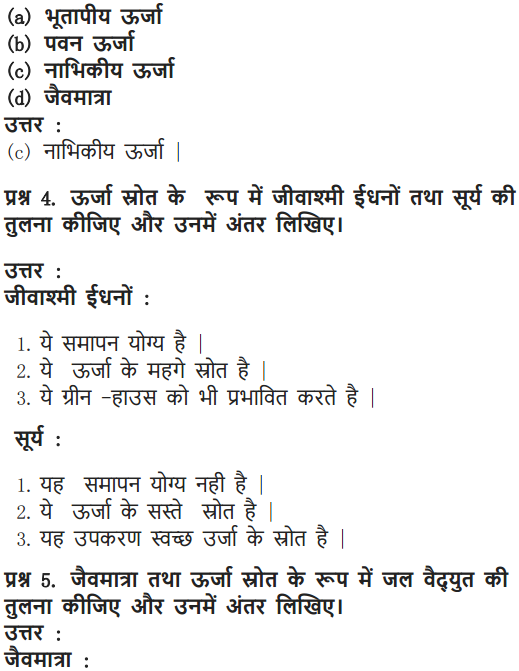 (a) भूतापीय ऊर्जा
(b) पवन ऊर्जा
(c) नाभिकीय ऊर्जा
(d) जैवमात्रा
उत्तर :
(c) नाभिकीय ऊर्जा |
प्रश्न 4. ऊर्जा स्रोत के रूप में जीवाश्मी ईधनों तथा सूर्य की
तुलना कीजिए और उनमें अंतर लिखिए।
उत्तर :
जीवाश्मी ईधनों :
1. ये समापन योग्य है |
2. ये ऊर्जा के महगे स्रोत है |
3. ये ग्रीन -हाउस को भी प्रभावित करते है |
सूर्य :
1. यह समापन योग्य नही है |
2. ये ऊर्जा के सस्ते स्रोत है |
3. यह उपकरण स्वच्छ उर्जा के स्रोत है |
प्रश्न 5. जैवमात्रा तथा ऊर्जा स्रोत के रूप में जल वैद्युत की
तुलना कीजिए और उनमें अंतर लिखिए।
उत्तर :
जैवमात्रा :